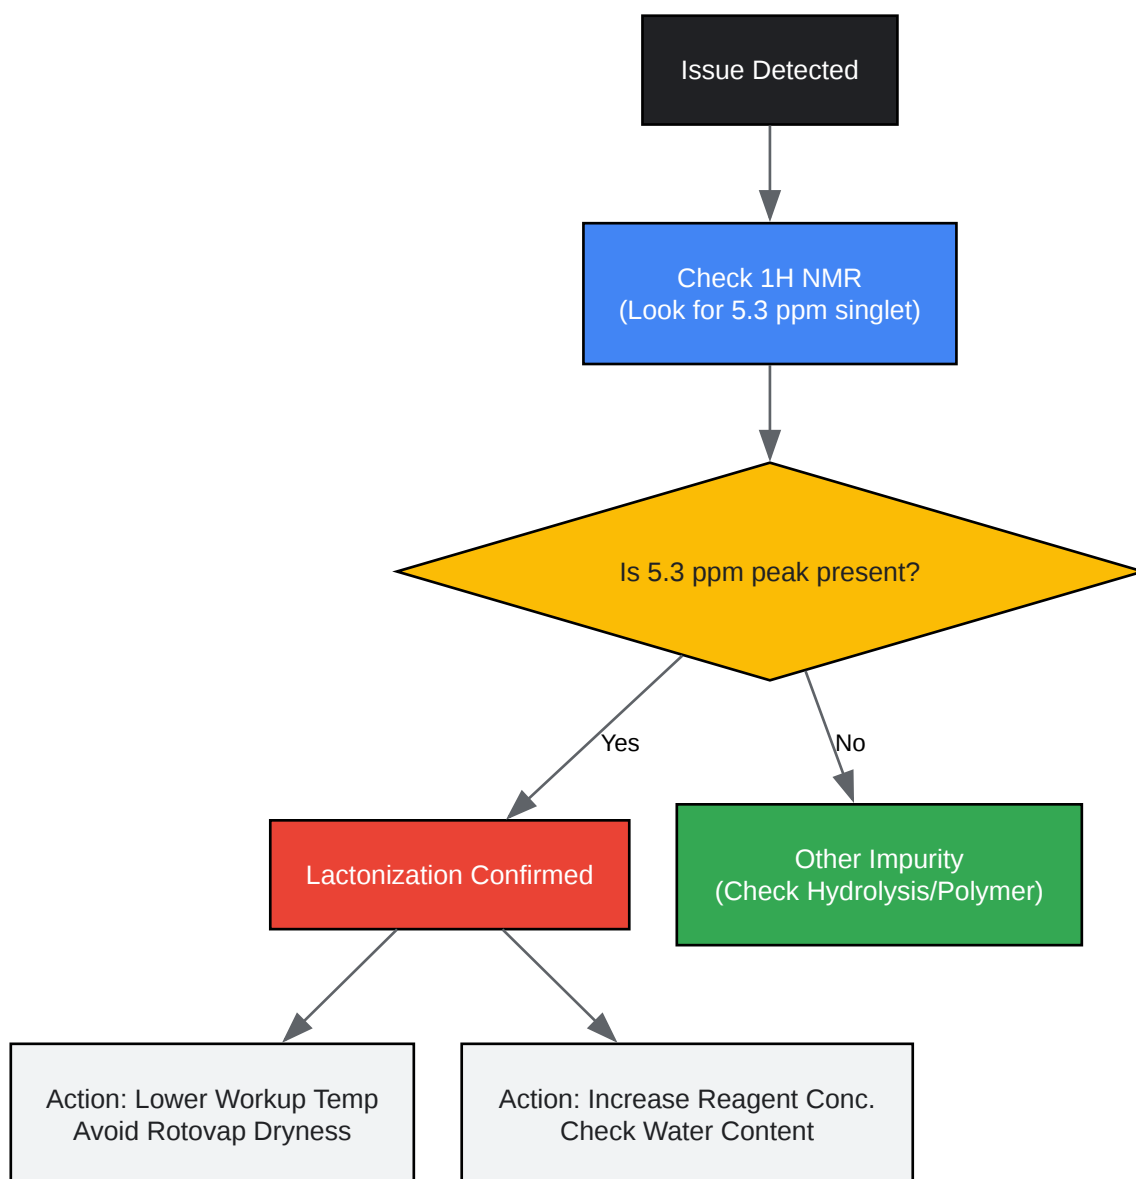 Issue Detected
Check 1H NMR
(Look for 5.3 ppm singlet)
Is 5.3 ppm peak present?
Yes
No
Lactonization Confirmed
Other Impurity
(Check Hydrolysis/Polymer)
Action: Lower Workup Temp
Avoid Rotovap Dryness
Action: Increase Reagent Conc.
Check Water Content